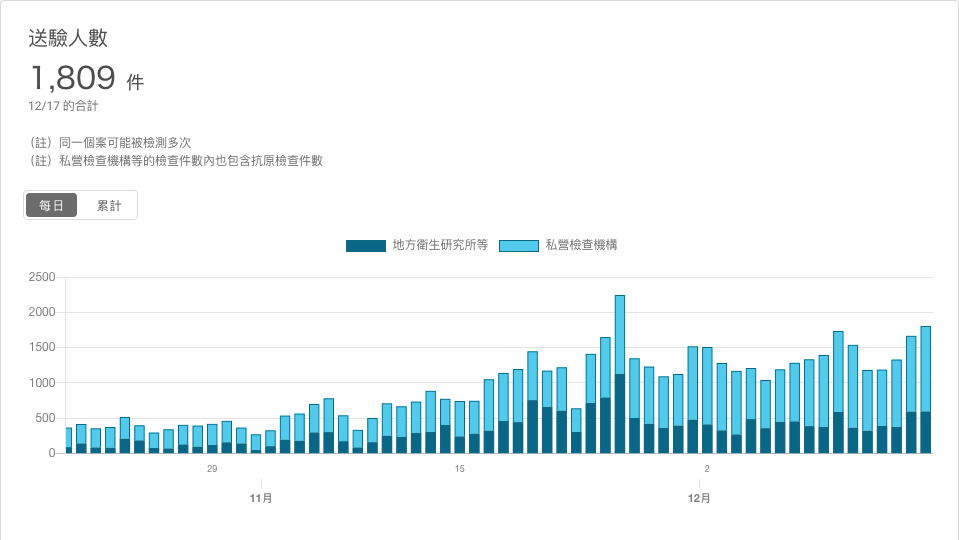 送驗人數
1,809 件
12/17 的合計
（註）同一個案可能被檢測多次
（註）私營檢查機構等的檢查件數內也包含抗原檢查件數
每日 累計
地方衛生研究所等 私營檢查機構
2500
2000
1500
1000
500
0
29 15 2
11月 12月